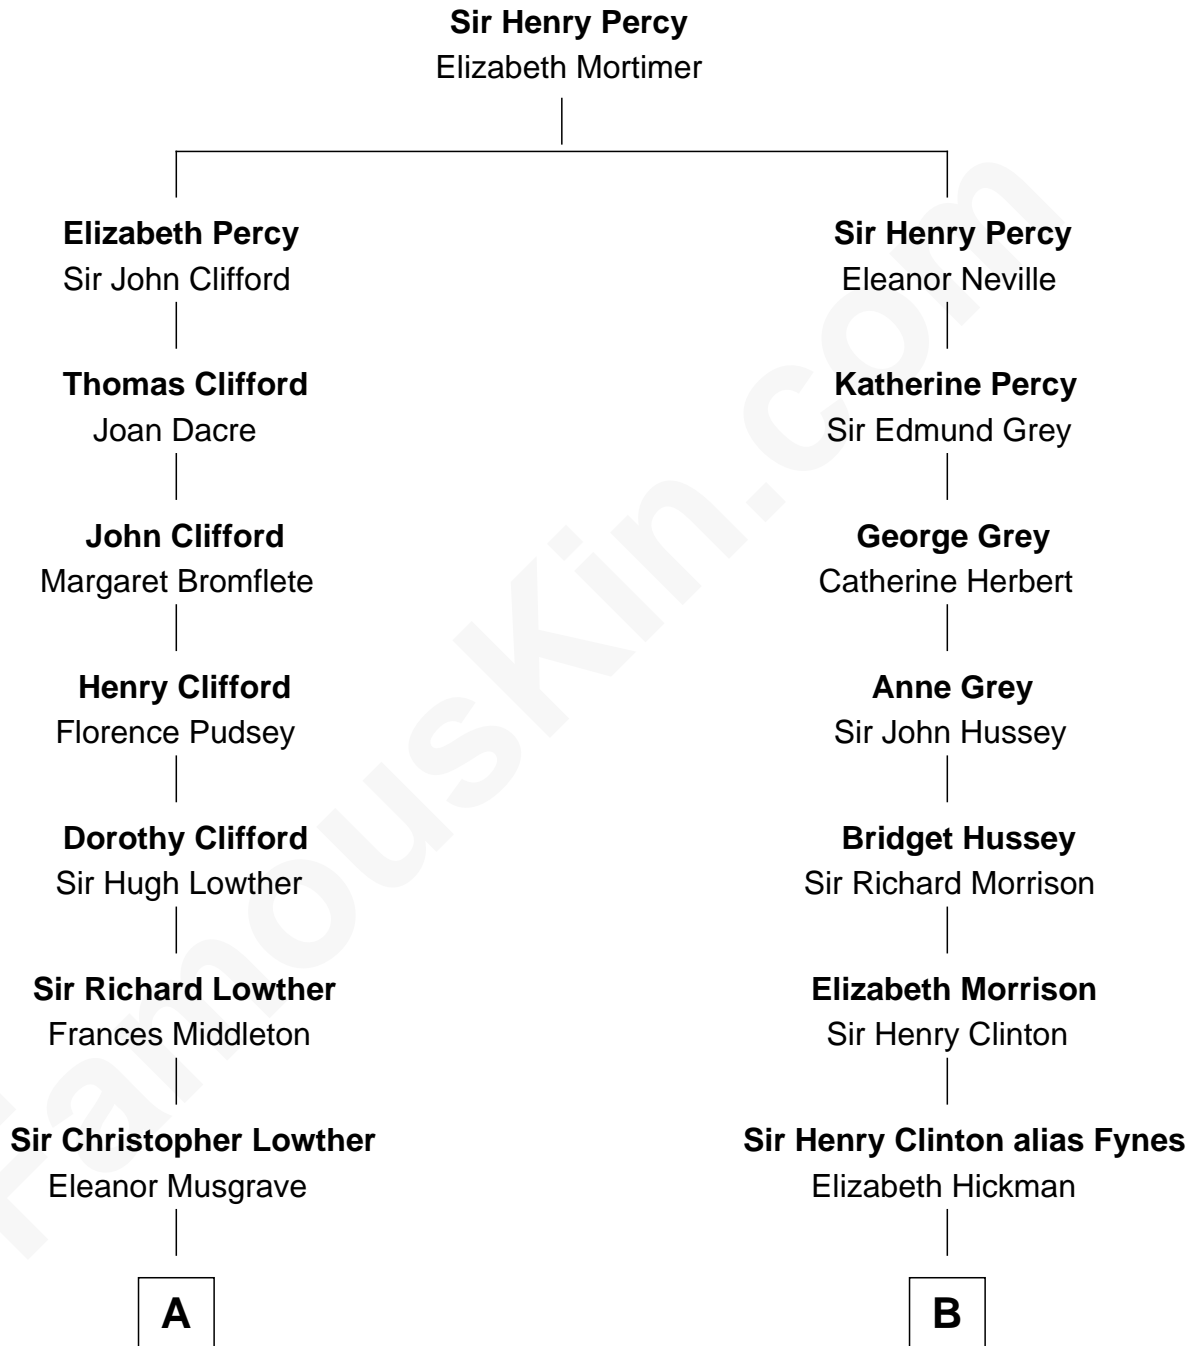 Sir Henry Percy
Elizabeth Mortimer
Elizabeth Percy
Sir John Clifford
Sir Henry Percy
Eleanor Neville
Thomas Clifford
Joan Dacre
Katherine Percy
Sir Edmund Grey
John Clifford
Margaret Bromflete
George Grey
Catherine Herbert
Henry Clifford
Florence Pudsey
Anne Grey
Sir John Hussey
Dorothy Clifford
Sir Hugh Lowther
Bridget Hussey
Sir Richard Morrison
Sir Richard Lowther
Frances Middleton
Elizabeth Morrison
Sir Henry Clinton
Sir Christopher Lowther
Eleanor Musgrave
Sir Henry Clinton alias Fynes
Elizabeth Hickman
A
B
FamousKin.com